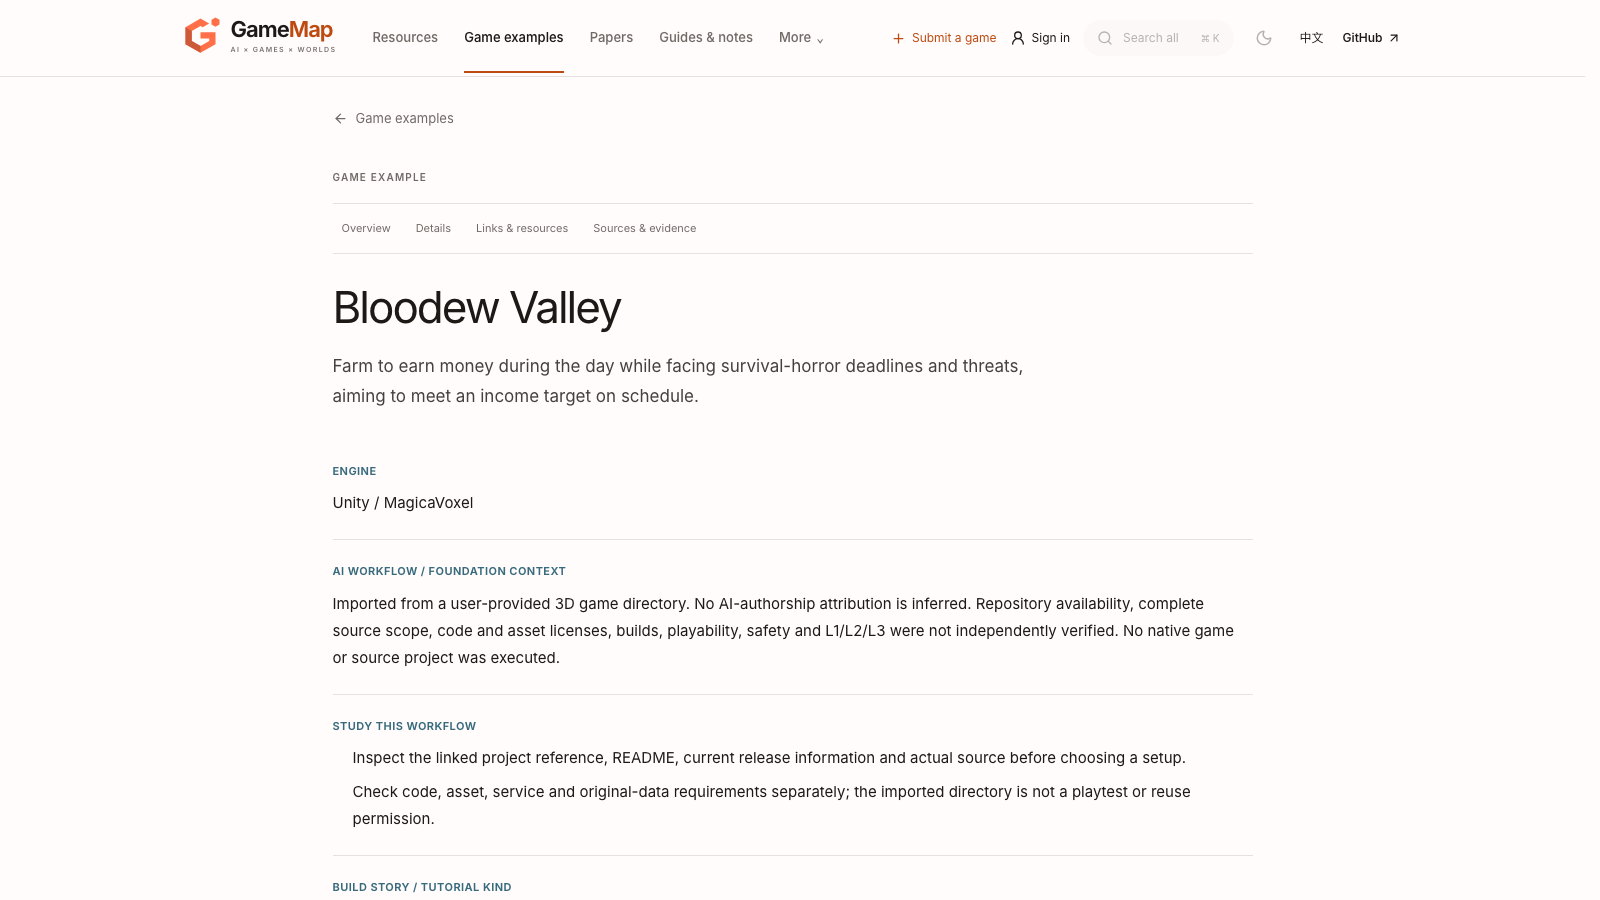 GameMap
AI × GAMES × WORLDS
Resources
Game examples
Papers
Guides & notes
More
Submit a game
Sign in
Search all
⌘ K
中文
GitHub
Game examples
GAME EXAMPLE
Overview
Details
Links & resources
Sources & evidence
Bloodew Valley
Farm to earn money during the day while facing survival-horror deadlines and threats,
aiming to meet an income target on schedule.
ENGINE
Unity / MagicaVoxel
AI WORKFLOW / FOUNDATION CONTEXT
Imported from a user-provided 3D game directory. No AI-authorship attribution is inferred. Repository availability, complete
source scope, code and asset licenses, builds, playability, safety and L1/L2/L3 were not independently verified. No native game
or source project was executed.
STUDY THIS WORKFLOW
Inspect the linked project reference, README, current release information and actual source before choosing a setup.
Check code, asset, service and original-data requirements separately; the imported directory is not a playtest or reuse
permission.
BUILD STORY / TUTORIAL KIND